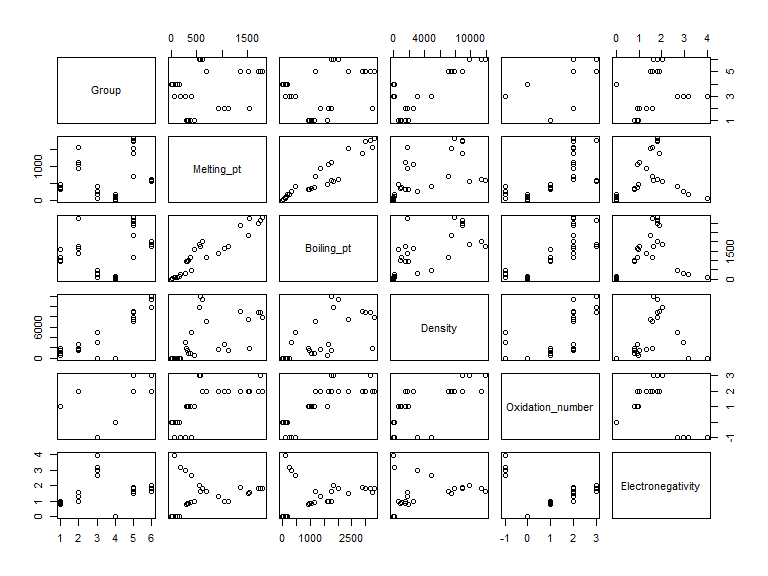 0 1000 0 4000 10000 0 1 2 3 4
Group
1 3 5
0 1000
Melting_pt
Boiling_pt
0 1500
0 6000
Density
Oxidation_number
-1 1 2 3
0 1 2 3 4
Electronegativity
1 2 3 4 5 6 0 1000 2500 -1 0 1 2 3